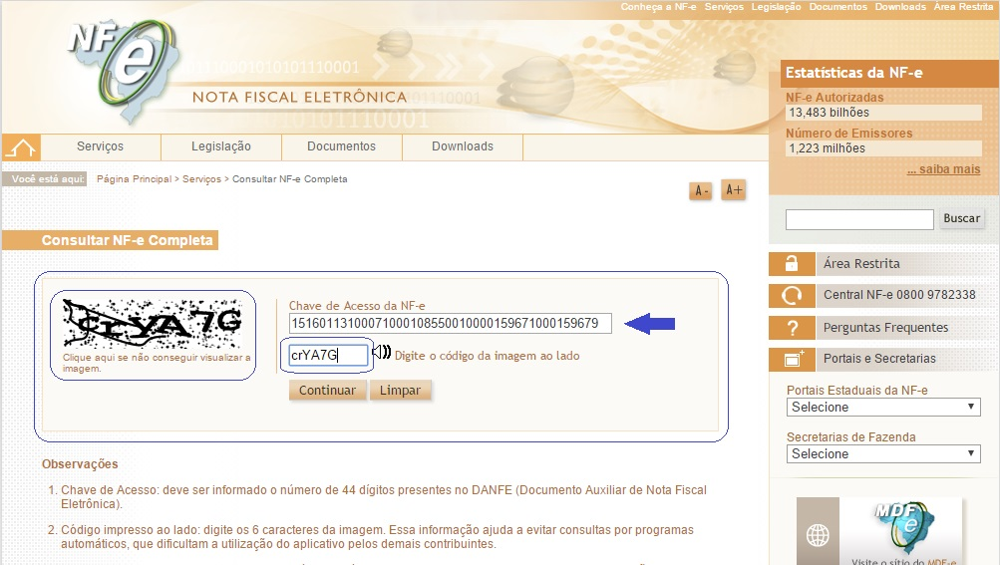 Conheça a NF-e Serviços Legislação Documentos Downloads Área Restrita
NFe
011110001010101110001
NOTA FISCAL ELETRÔNICA
Estatísticas da NF-e
NF-e Autorizadas
13,483 bilhões
Número de Emissores
1,223 milhões
... saiba mais
Serviços Legislação Documentos Downloads
Você está aqui: Página Principal > Serviços > Consultar NF-e Completa
A - A+
Buscar
Consultar NF-e Completa
Área Restrita
Central NF-e 0800 9782338
Perguntas Frequentes
Portais e Secretarias
Portais Estaduais da NF-e
Selecione
Secretarias de Fazenda
Selecione
crYA7G
Clique aqui se não conseguir visualizar a
imagem.
Chave de Acesso da NF-e
15160113100071000108550010000159671000159679
crYA7G
Digite o código da imagem ao lado
Continuar Limpar
Observações
1. Chave de Acesso: deve ser informado o número de 44 dígitos presentes no DANFE (Documento Auxiliar de Nota Fiscal
Eletrônica).
2. Código impresso ao lado: digite os 6 caracteres da imagem. Essa informação ajuda a evitar consultas por programas
automáticos, que dificultam a utilização do aplicativo pelos demais contribuintes.
MDFe
Visite o sítio do MDF-e